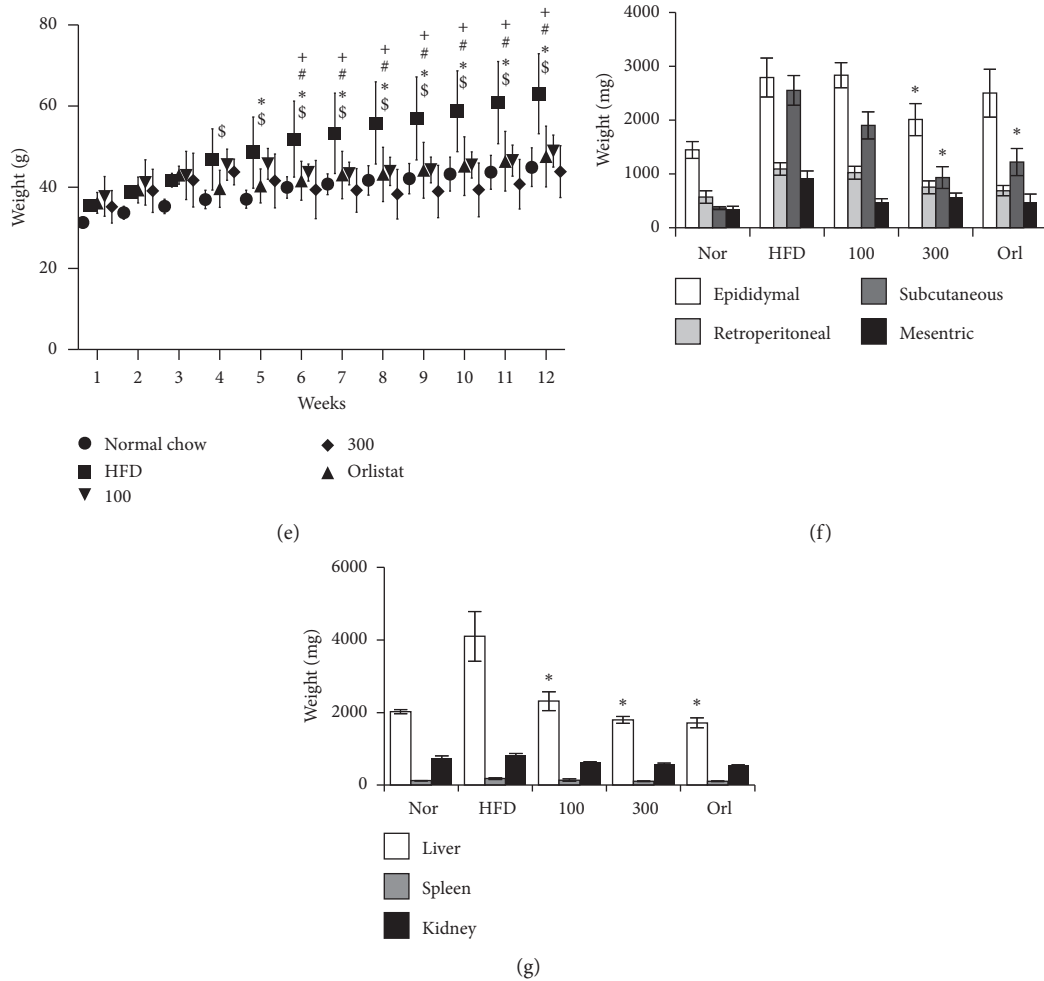 80
60
40
20
0
Weight (g)
$
*
$
+
#
*
$
+
#
*
$
+
#
*
$
+
#
*
$
+
#
*
$
+
#
*
$
+
#
*
$
1 2 3 4 5 6 7 8 9 10 11 12
Weeks
Normal chow
HFD
100
300
Orlistat
(e)
4000
3000
2000
1000
0
Weight (mg)
* * *
Nor HFD 100 300 Orl
Epididymal
Retroperitoneal
Subcutaneous
Mesentric
(f)
6000
4000
2000
0
Weight (mg)
* * *
Nor HFD 100 300 Orl
Liver
Spleen
Kidney
(g)